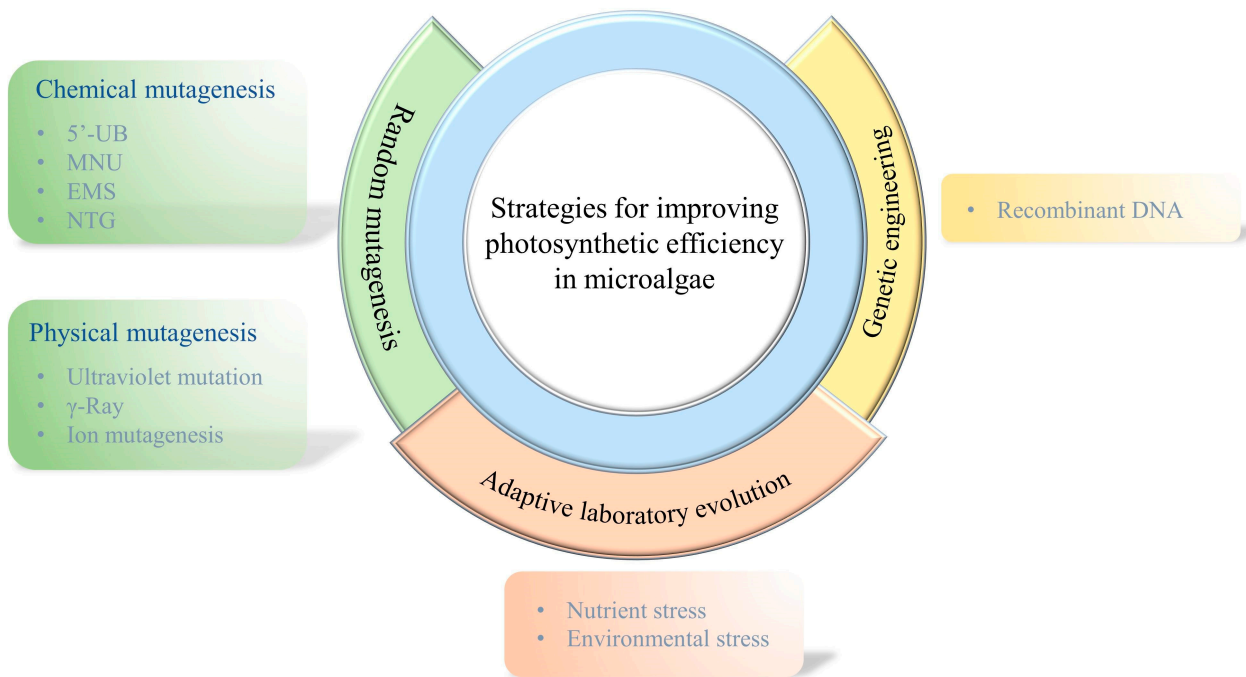 Chemical mutagenesis
• 5’-UB
• MNU
• EMS
• NTG
Physical mutagenesis
• Ultraviolet mutation
• γ-Ray
• Ion mutagenesis
Random mutagenesis
Strategies for improving
photosynthetic efficiency
in microalgae
Genetic engineering
• Recombinant DNA
Adaptive laboratory evolution
• Nutrient stress
• Environmental stress